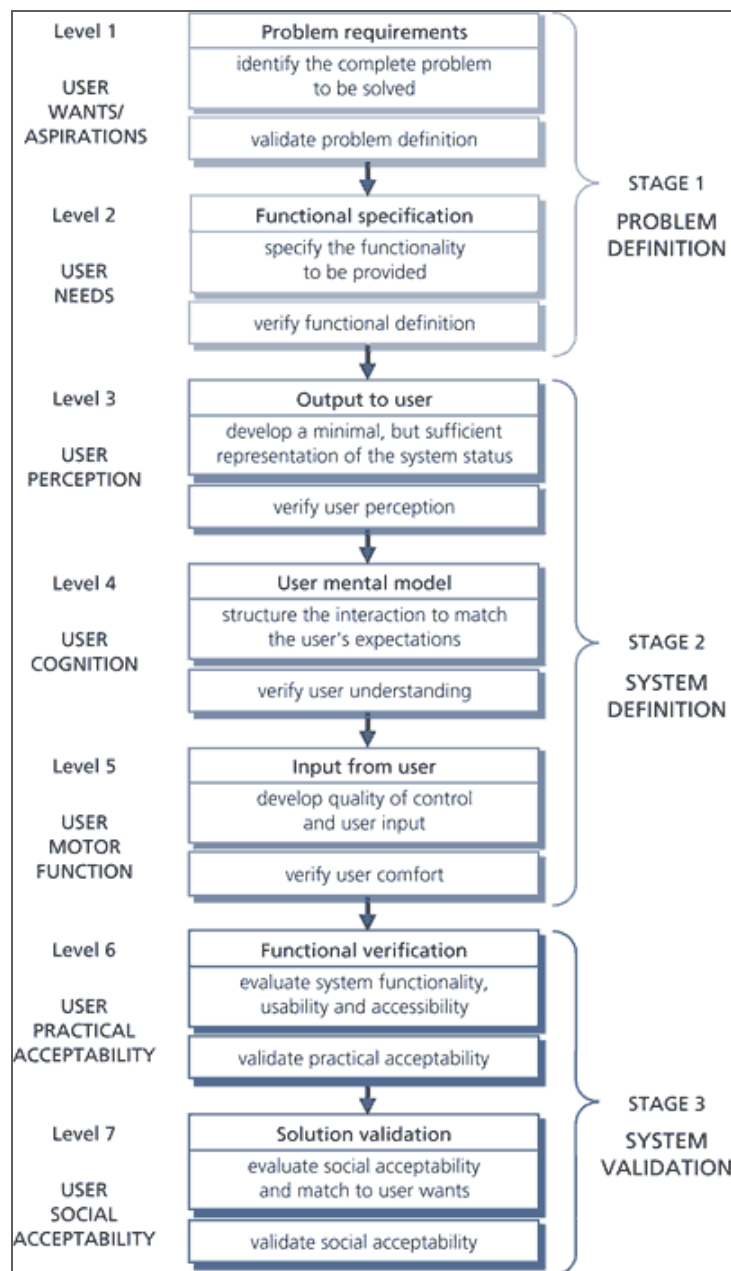 Level 1
USER
WANTS/
ASPIRATIONS
Problem requirements
identify the complete problem
to be solved
validate problem definition
Level 2
USER
NEEDS
Functional specification
specify the functionality
to be provided
verify functional definition
STAGE 1
PROBLEM
DEFINITION
Level 3
USER
PERCEPTION
Output to user
develop a minimal, but sufficient
representation of the system status
verify user perception
Level 4
USER
COGNITION
User mental model
structure the interaction to match
the user's expectations
verify user understanding
Level 5
USER
MOTOR
FUNCTION
Input from user
develop quality of control
and user input
verify user comfort
STAGE 2
SYSTEM
DEFINITION
Level 6
USER
PRACTICAL
ACCEPTABILITY
Functional verification
evaluate system functionality,
usability and accessibility
validate practical acceptability
Level 7
USER
SOCIAL
ACCEPTABILITY
Solution validation
evaluate social acceptability
and match to user wants
validate social acceptability
STAGE 3
SYSTEM
VALIDATION